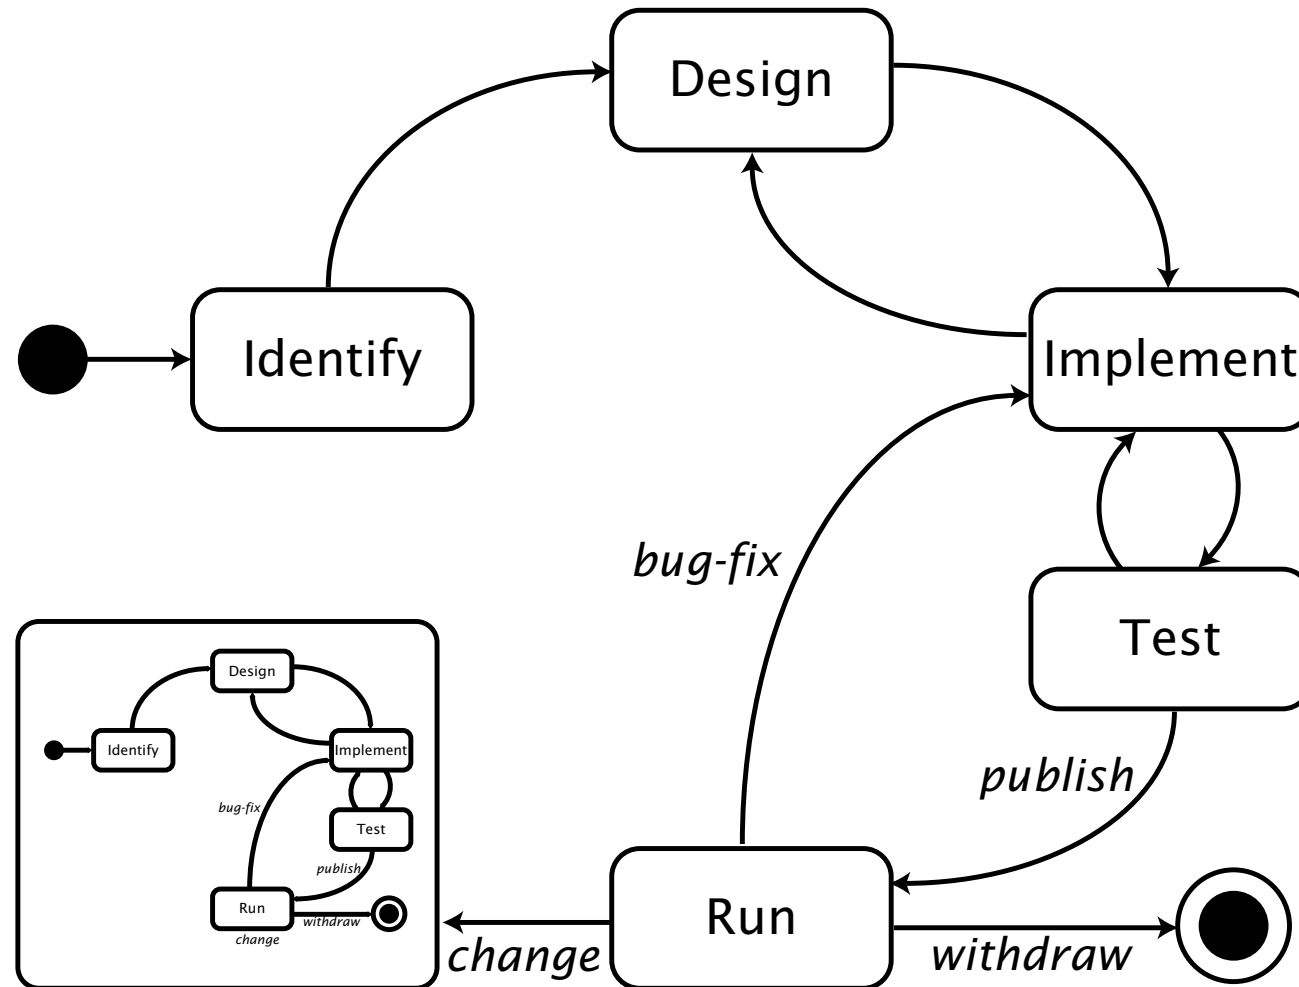 Design
Identify
Implement
bug-fix
Test
publish
Run
change
withdraw
Design
Identify
Implement
bug-fix
Test
publish
Run
withdraw
change